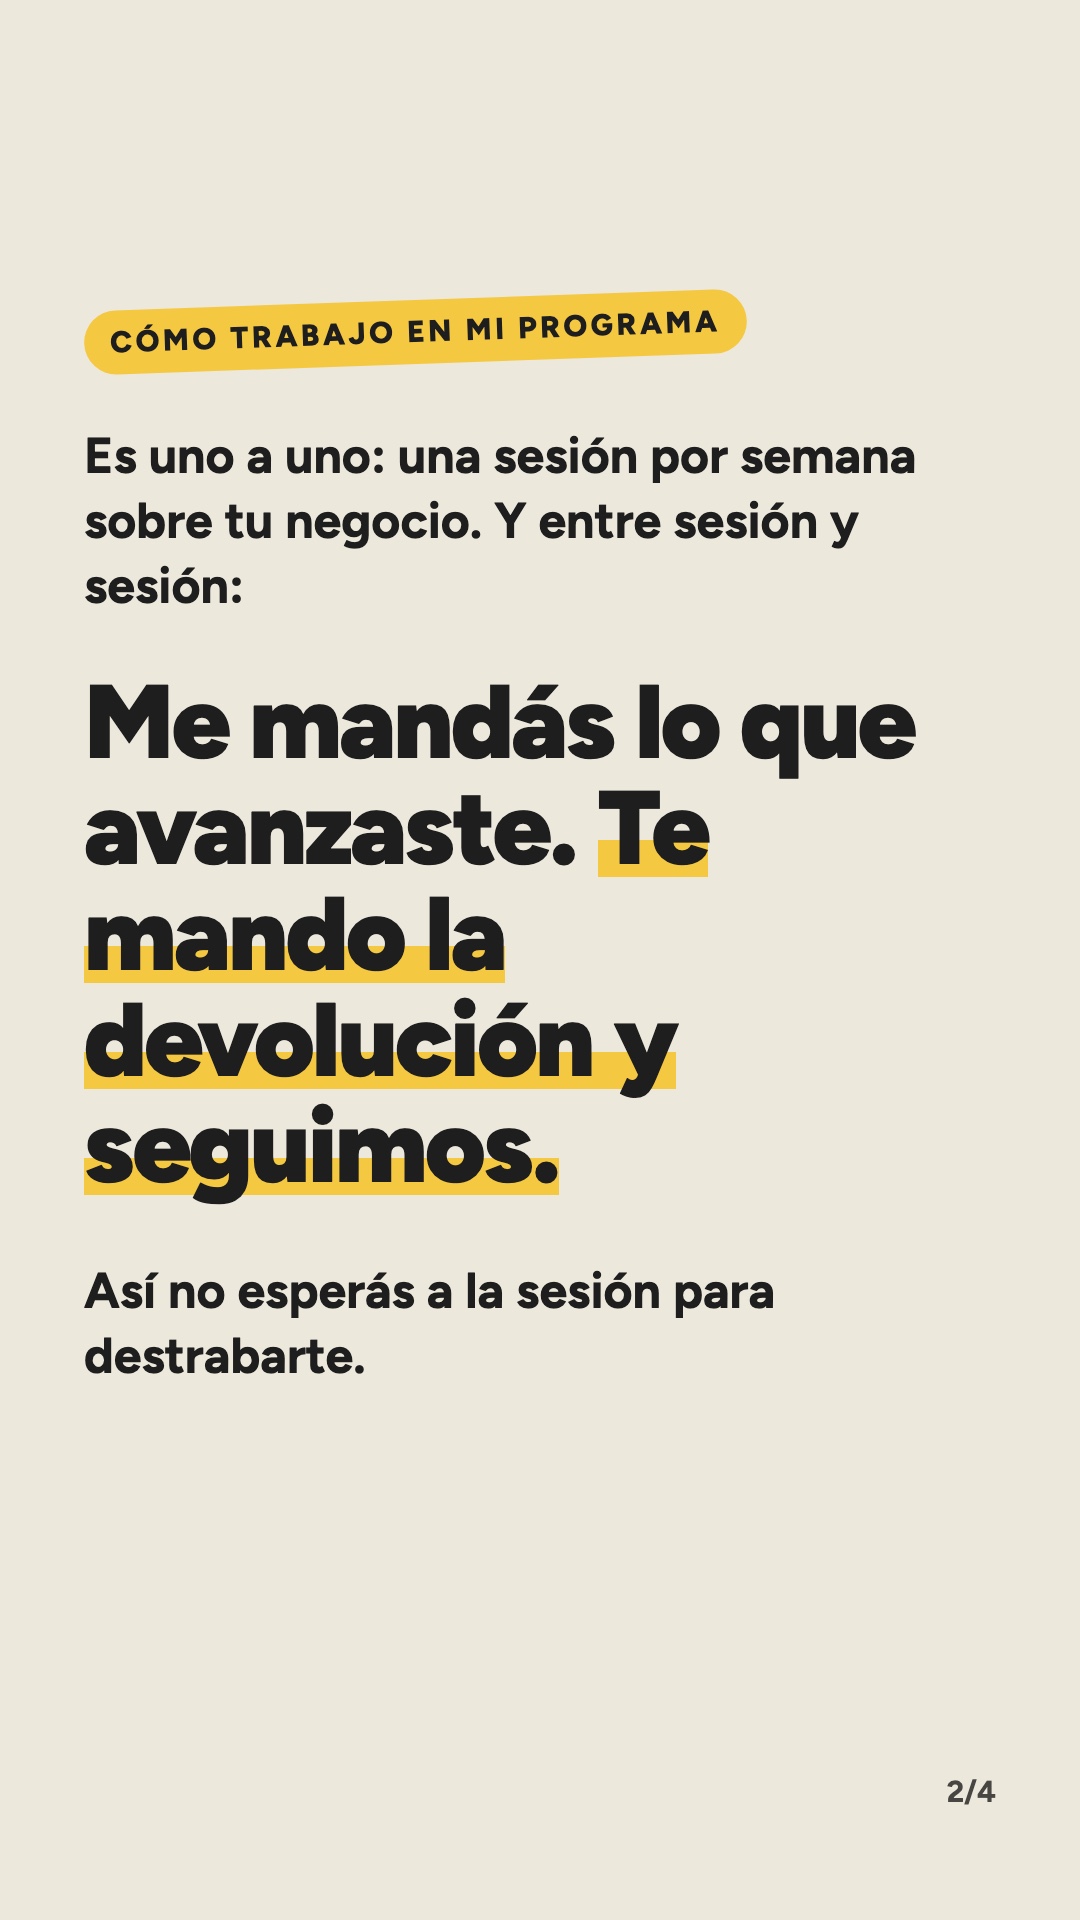 CÓMO TRABAJO EN MI PROGRAMA
Es uno a uno: una sesión por semana
sobre tu negocio. Y entre sesión y
sesión:
Me mandás lo que
avanzaste. Te
mando la
devolución y
seguimos.
Así no esperás a la sesión para
destrabarte.
2/4